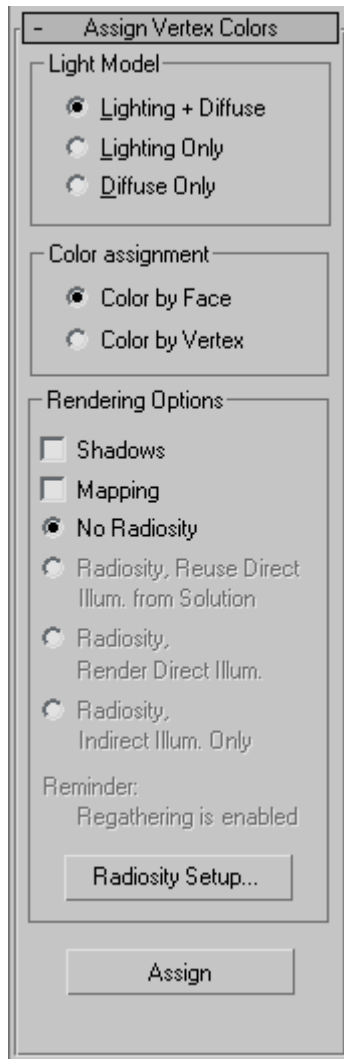 - Assign Vertex Colors
Light Model
Lighting + Diffuse
Lighting Only
Diffuse Only
Color assignment
Color by Face
Color by Vertex
Rendering Options
Shadows
Mapping
No Radiosity
Radiosity, Reuse Direct
Illum. from Solution
Radiosity,
Render Direct Illum.
Radiosity,
Indirect Illum. Only
Reminder:
Regathering is enabled
Radiosity Setup...
Assign